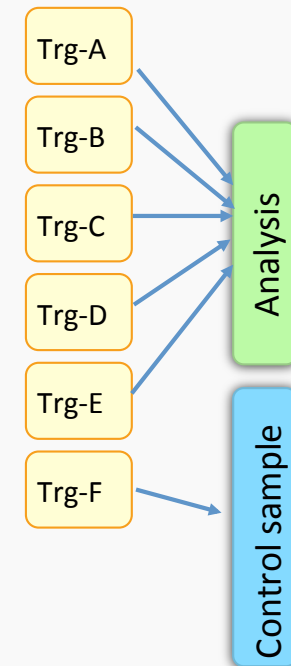 Trg-A
Trg-B
Trg-C
Trg-D
Trg-E
Trg-F
Analysis
Control sample